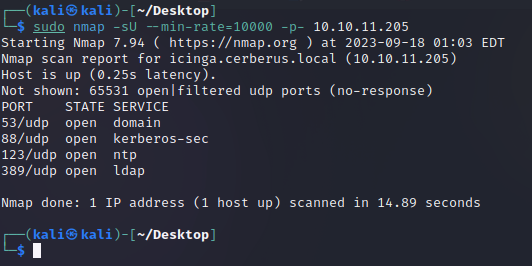 ┌──(kali㉿kali)-[~/Desktop]
└─$ sudo nmap -sU --min-rate=10000 -p- 10.10.11.205
Starting Nmap 7.94 ( https://nmap.org ) at 2023-09-18 01:03 EDT
Nmap scan report for icinga.cerberus.local (10.10.11.205)
Host is up (0.25s latency).
Not shown: 65531 open|filtered udp ports (no-response)
PORT    STATE SERVICE
53/udp  open  domain
88/udp  open  kerberos-sec
123/udp open  ntp
389/udp open  ldap
Nmap done: 1 IP address (1 host up) scanned in 14.89 seconds
┌──(kali㉿kali)-[~/Desktop]
└─$